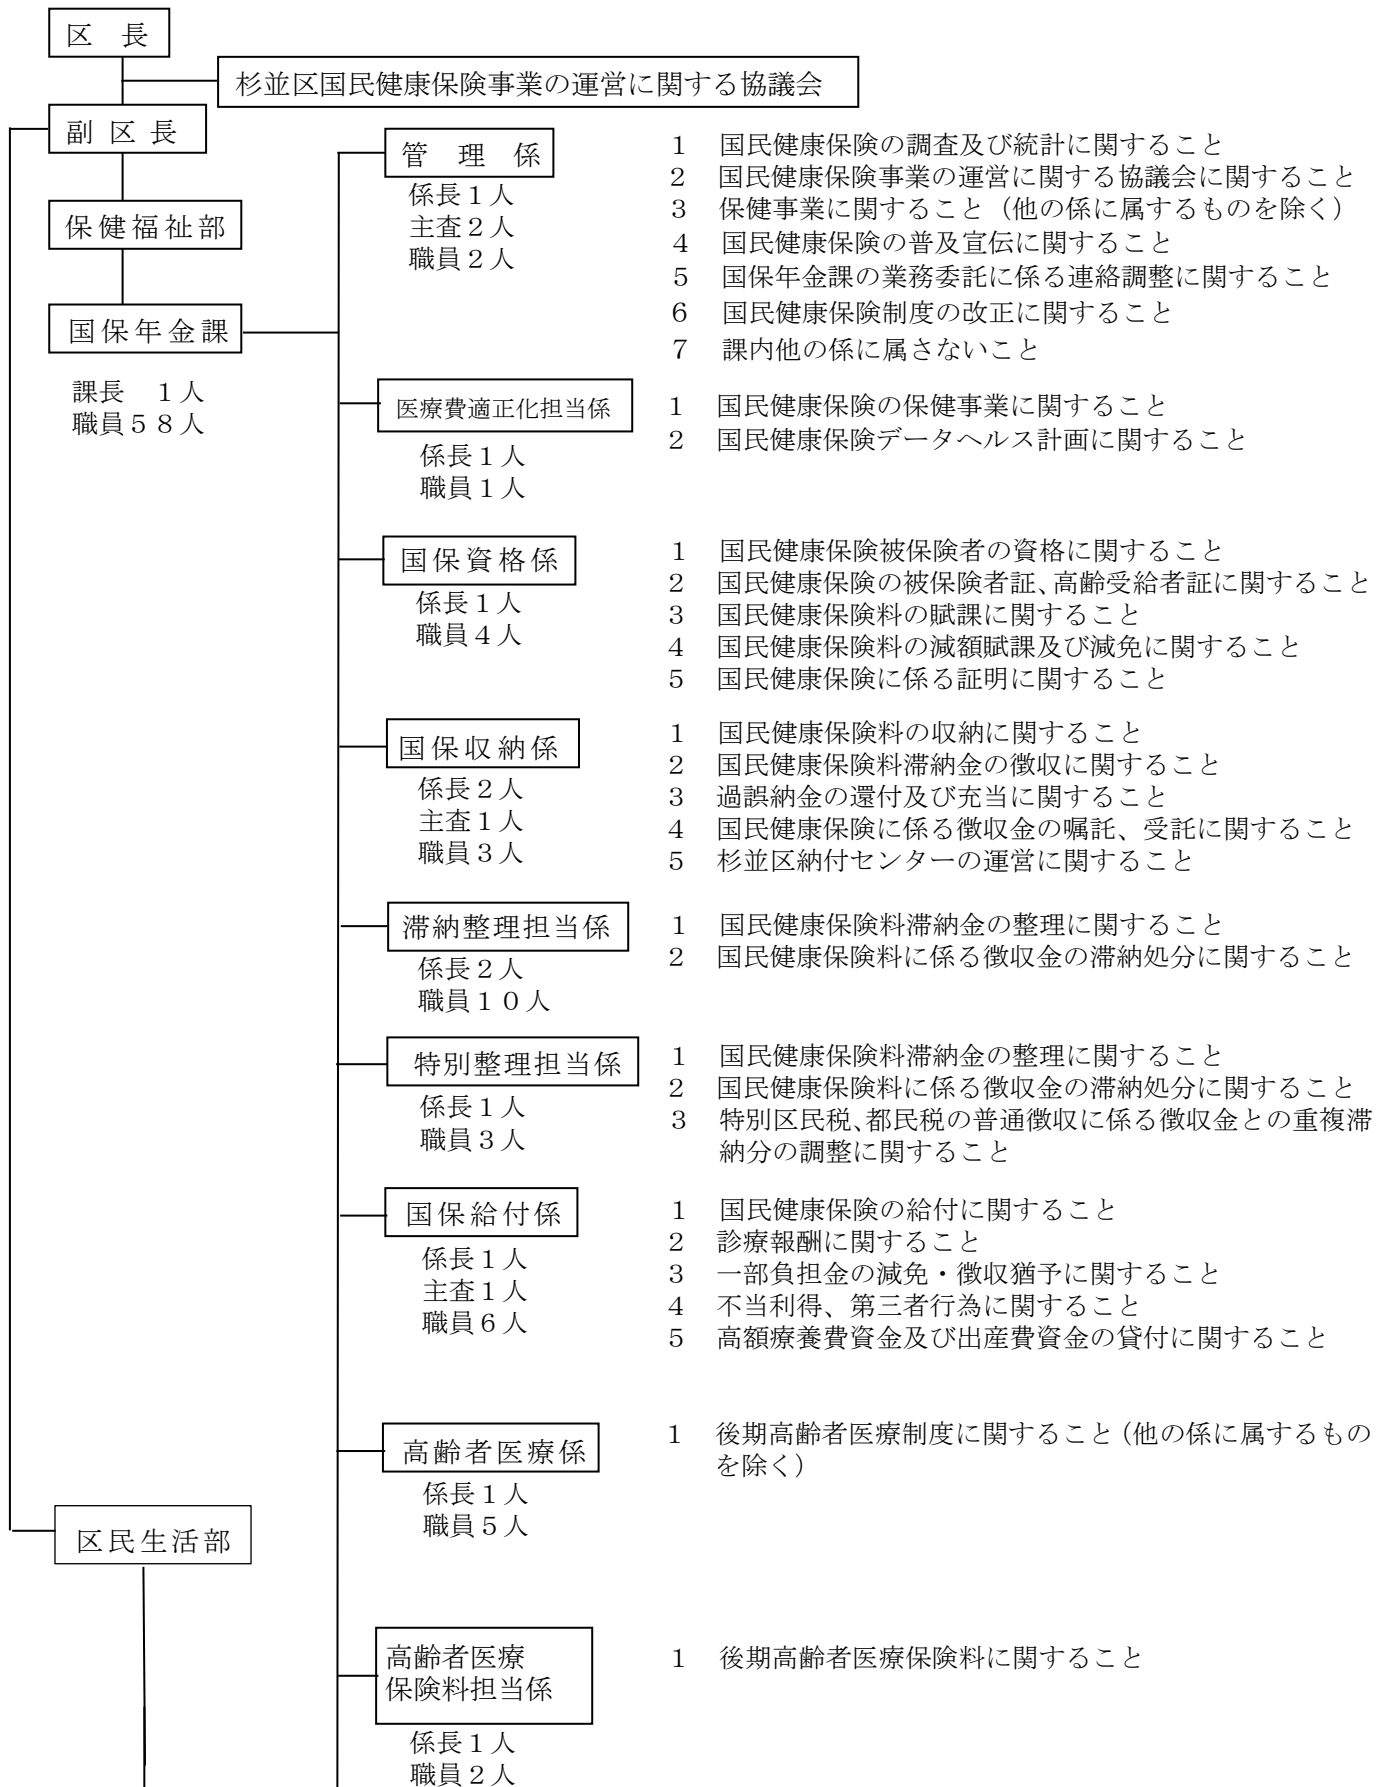 区 長
杉並区国民健康保険事業の運営に関する協議会
副 区 長
保健福祉部
国保年金課
課長 1人
職員58人
管 理 係
係長1人
主査2人
職員2人
1 国民健康保険の調査及び統計に関すること
2 国民健康保険事業の運営に関する協議会に関すること
3 保健事業に関すること（他の係に属するものを除く）
4 国民健康保険の普及宣伝に関すること
5 国保年金課の業務委託に係る連絡調整に関すること
6 国民健康保険制度の改正に関すること
7 課内他の係に属さないこと
医療費適正化担当係
係長1人
職員1人
1 国民健康保険の保健事業に関すること
2 国民健康保険データヘルス計画に関すること
国保資格係
係長1人
職員4人
1 国民健康保険被保険者の資格に関すること
2 国民健康保険の被保険者証、高齢受給者証に関すること
3 国民健康保険料の賦課に関すること
4 国民健康保険料の減額賦課及び減免に関すること
5 国民健康保険に係る証明に関すること
国保収納係
係長2人
主査1人
職員3人
1 国民健康保険料の収納に関すること
2 国民健康保険料滞納金の徴収に関すること
3 過誤納金の還付及び充当に関すること
4 国民健康保険に係る徴収金の嘱託、受託に関すること
5 杉並区納付センターの運営に関すること
滞納整理担当係
係長2人
職員10人
1 国民健康保険料滞納金の整理に関すること
2 国民健康保険料に係る徴収金の滞納処分に関すること
特別整理担当係
係長1人
職員3人
1 国民健康保険料滞納金の整理に関すること
2 国民健康保険料に係る徴収金の滞納処分に関すること
3 特別区民税、都民税の普通徴収に係る徴収金との重複滞
納分の調整に関すること
国保給付係
係長1人
主査1人
職員6人
1 国民健康保険の給付に関すること
2 診療報酬に関すること
3 一部負担金の減免・徴収猶予に関すること
4 不当利得、第三者行為に関すること
5 高額療養費資金及び出産費資金の貸付に関すること
高齢者医療係
係長1人
職員5人
1 後期高齢者医療制度に関すること（他の係に属するもの
を除く）
区民生活部
高齢者医療
保険料担当係
係長1人
職員2人
1 後期高齢者医療保険料に関すること